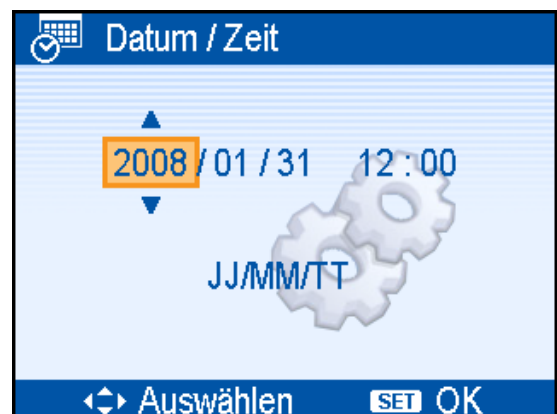 Datum / Zeit
2008 / 01 / 31 12 : 00
JJ/MM/TT
Auswählen SET OK